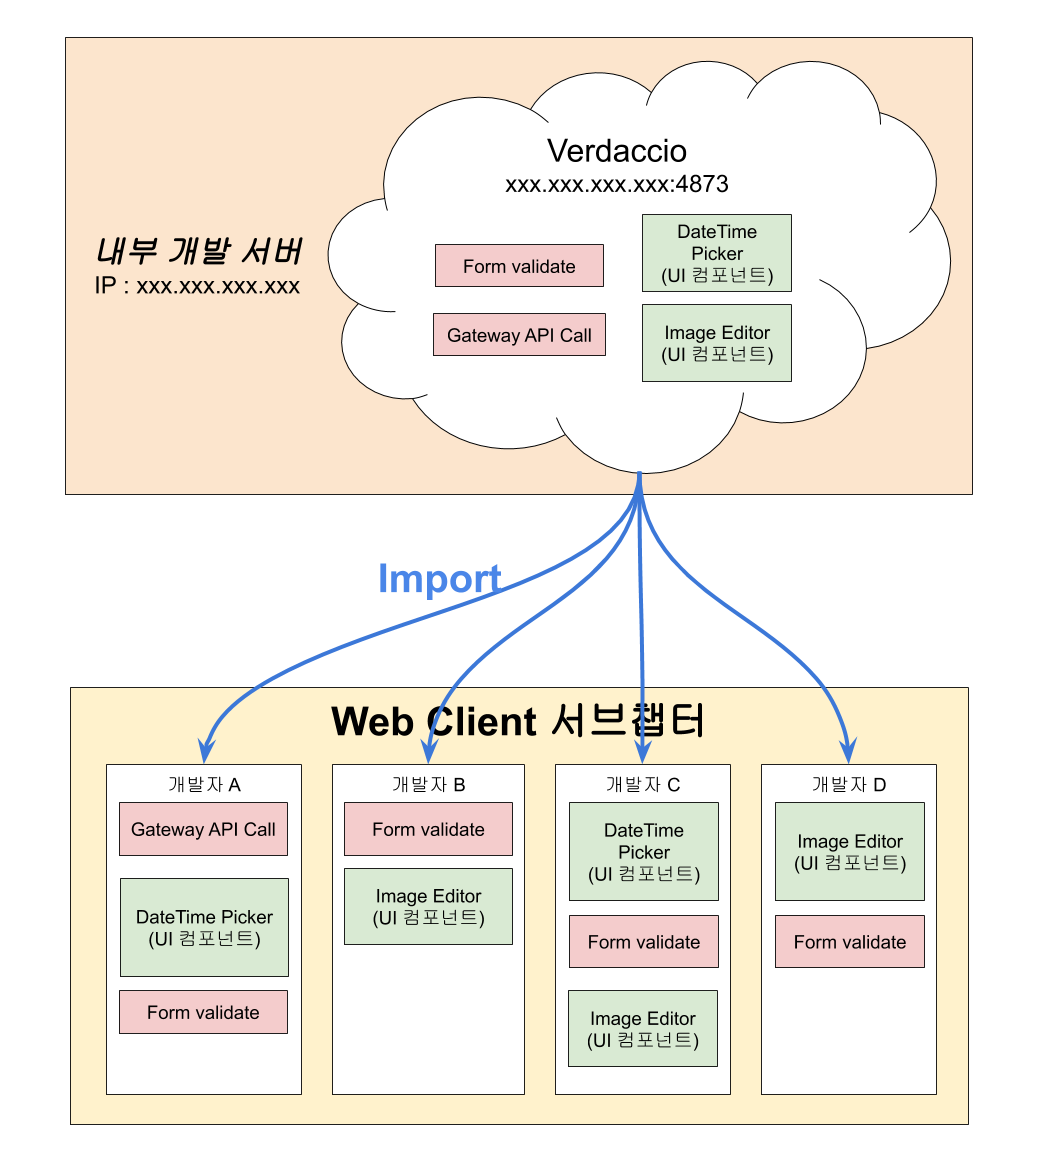 Verdaccio
xxx.xxx.xxx.xxx:4873
내부 개발 서버
IP : xxx.xxx.xxx.xxx
Form validate
Gateway API Call
DateTime
Picker
(UI 컴포넌트)
Image Editor
(UI 컴포넌트)
Import
Web Client 서브챕터
개발자 A
Gateway API Call
DateTime Picker
(UI 컴포넌트)
Form validate
개발자 B
Form validate
Image Editor
(UI 컴포넌트)
개발자 C
DateTime
Picker
(UI 컴포넌트)
Form validate
Image Editor
(UI 컴포넌트)
개발자 D
Image Editor
(UI 컴포넌트)
Form validate